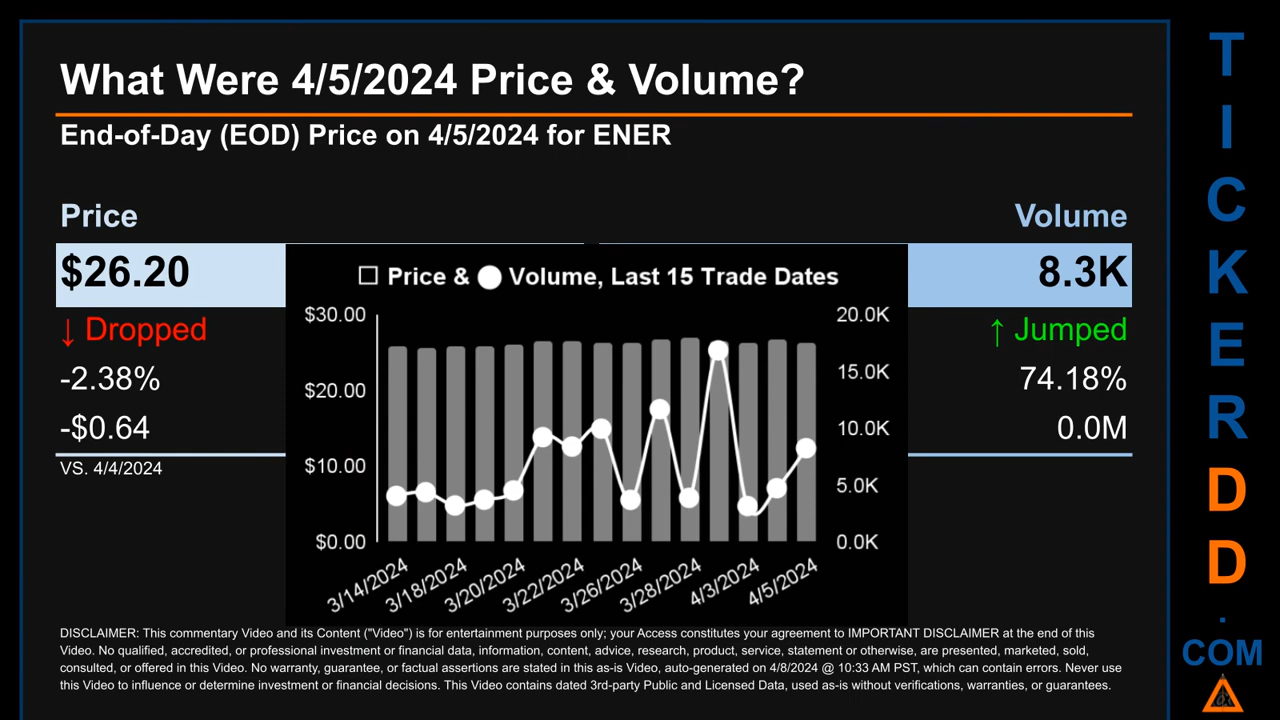 What Were 4/5/2024 Price & Volume?
End-of-Day (EOD) Price on 4/5/2024 for ENER
Price
Volume
$26.20
8.3K
↓ Dropped
↑ Jumped
-2.38%
74.18%
-$0.64
0.0M
VS. 4/4/2024
Price & Volume, Last 15 Trade Dates
$30.00
$20.00
$10.00
$0.00
20.0K
15.0K
10.0K
5.0K
0.0K
3/14/2024
3/18/2024
3/20/2024
3/22/2024
3/26/2024
3/28/2024
4/3/2024
4/5/2024
DISCLAIMER: This commentary Video and its Content ("Video") is for entertainment purposes only; your Access constitutes your agreement to IMPORTANT DISCLAIMER at the end of this
Video. No qualified, accredited, or professional investment or financial data, information, content, advice, research, product, service, statement or otherwise, are presented, marketed, sold,
consulted, or offered in this Video. No warranty, guarantee, or factual assertions are stated in this as-is Video, auto-generated on 4/8/2024 @ 10:33 AM PST, which can contain errors. Never use
this Video to influence or determine investment or financial decisions. This Video contains dated 3rd-party Public and Licensed Data, used as-is without verifications, warranties, or guarantees.
T
I
C
K
E
R
D
D
.
COM